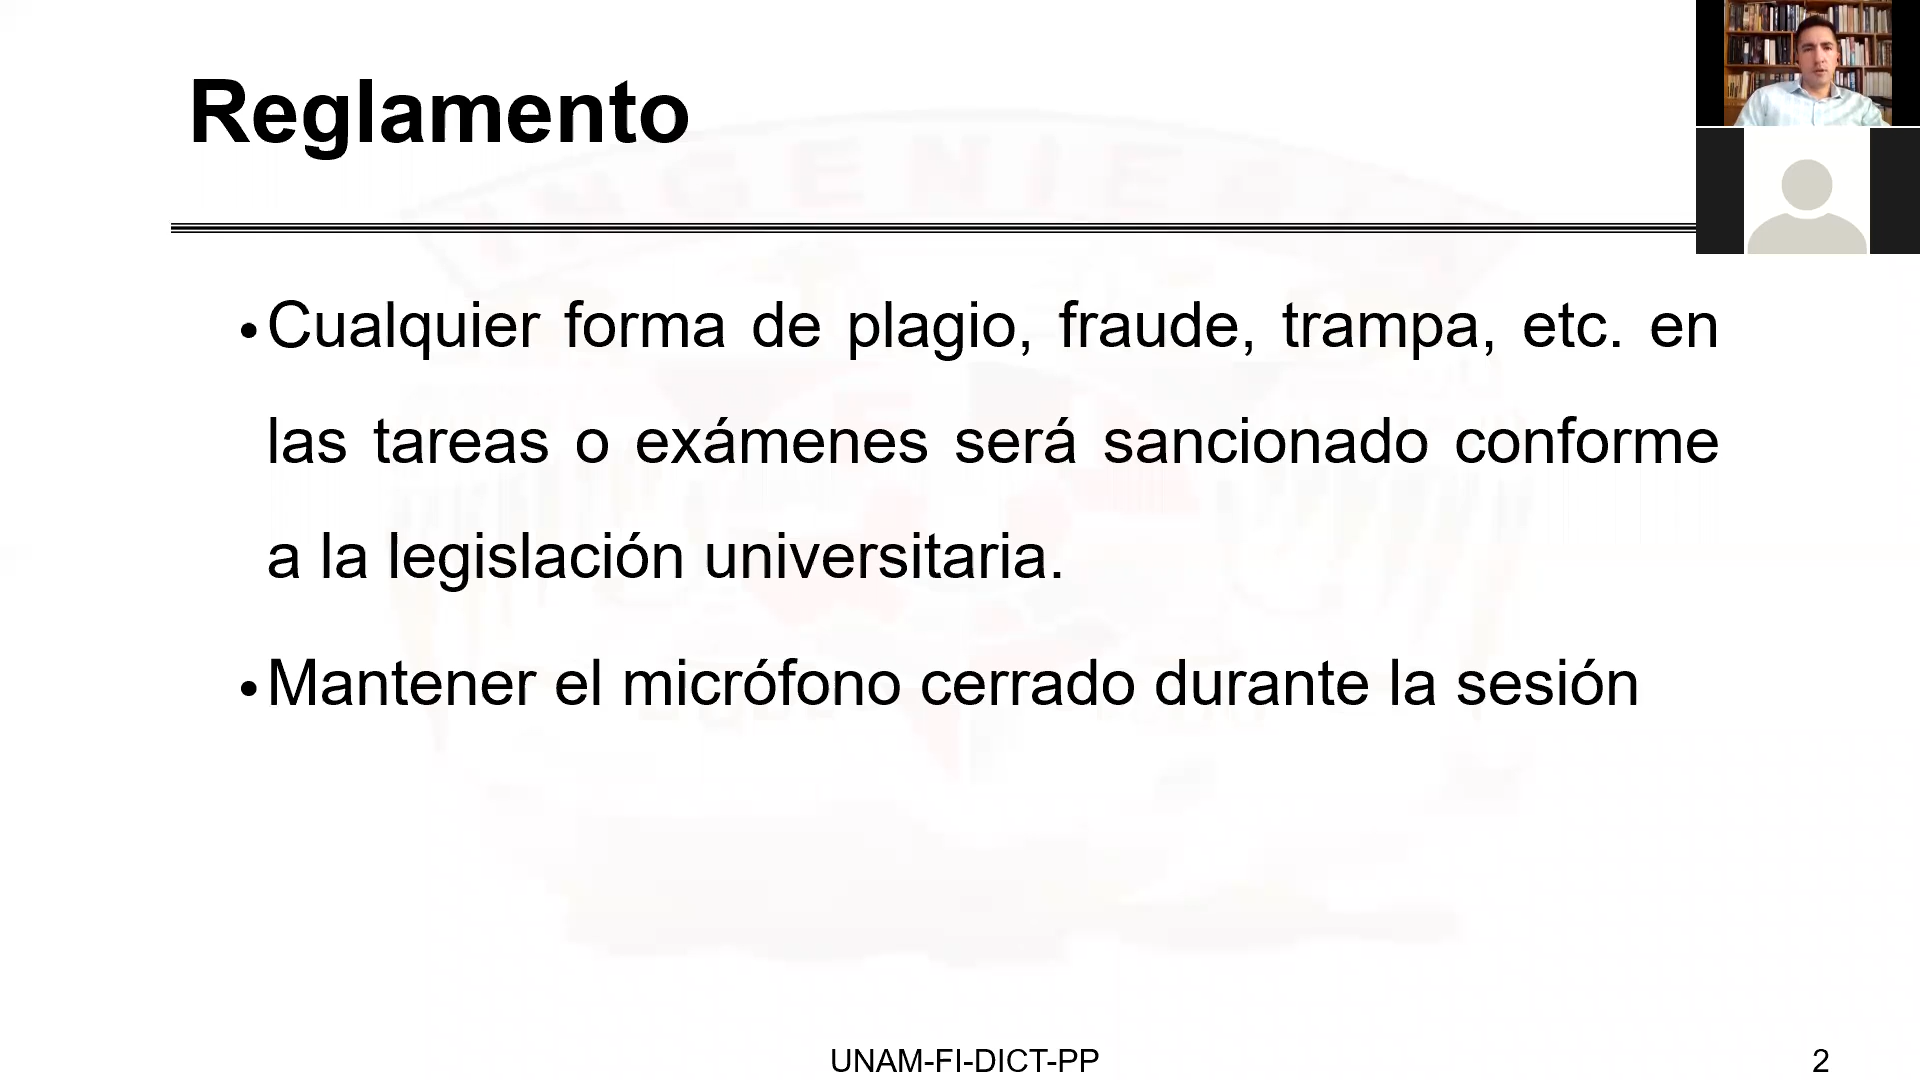 Reglamento
INGENIERIA
• Cualquier forma de plagio, fraude, trampa, etc. en
las tareas o exámenes será sancionado conforme
a la legislación universitaria.
• Mantener el micrófono cerrado durante la sesión
UNAM-FI-DICT-PP
2